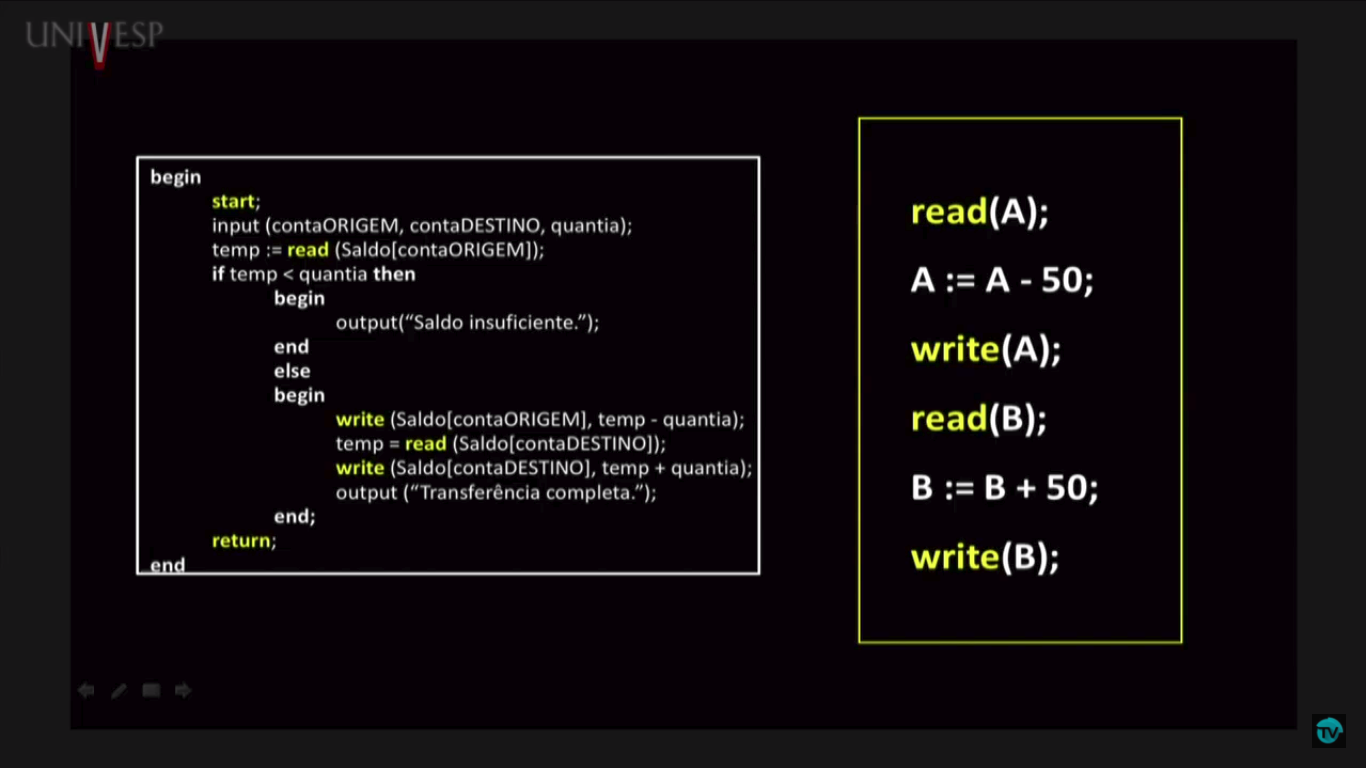 UNIVESP
begin
start;
input (contaORIGEM, contaDESTINO, quantia);
temp := read (Saldo[contaORIGEM]);
if temp < quantia then
begin
output(“Saldo insuficiente.”);
end
else
begin
write (Saldo[contaORIGEM], temp - quantia);
temp = read (Saldo[contaDESTINO]);
write (Saldo[contaDESTINO], temp + quantia);
output (“Transferência completa.”);
end;
return;
end
read(A);
A := A - 50;
write(A);
read(B);
B := B + 50;
write(B);
TV